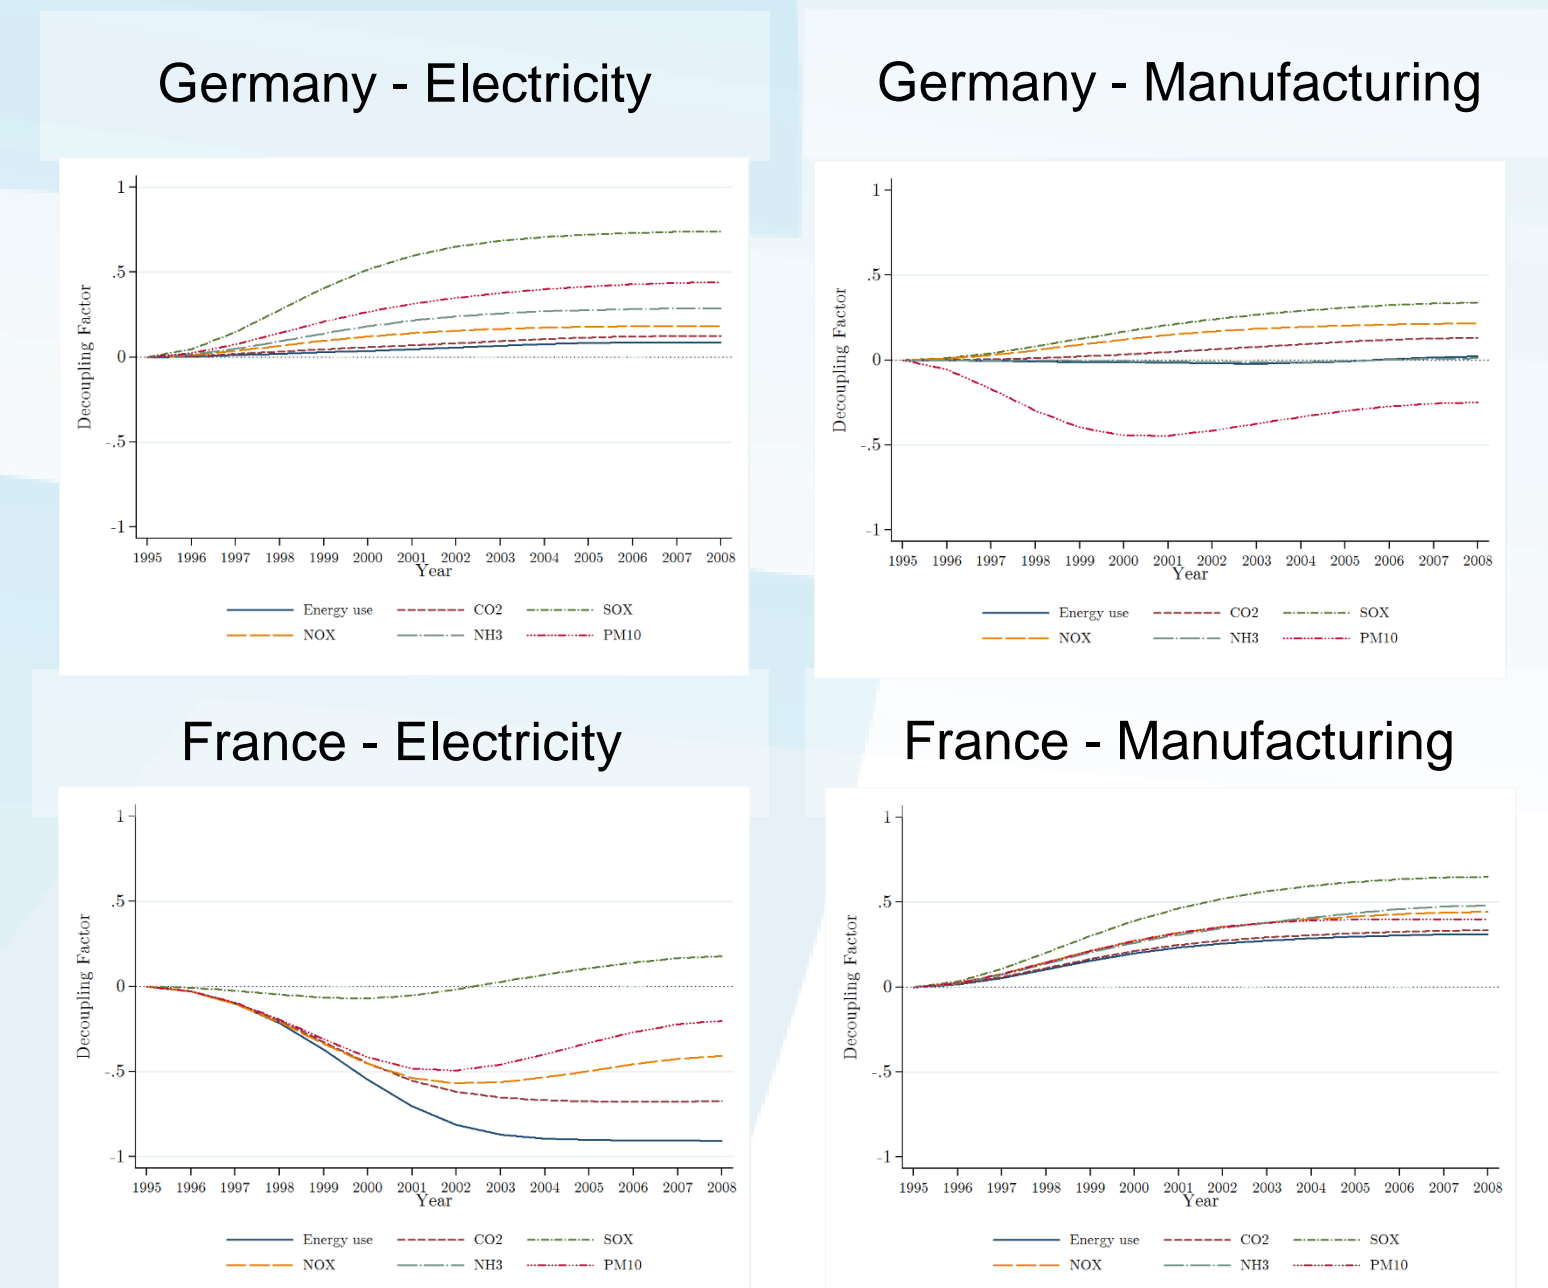 Germany - Electricity
1
.5
0
-.5
-1
Decoupling Factor
1995 1996 1997 1998 1999 2000 2001 2002 2003 2004 2005 2006 2007 2008
Year
Energy use CO2 SOX
NOX NH3 PM10
Germany - Manufacturing
1
.5
0
-.5
-1
Decoupling Factor
1995 1996 1997 1998 1999 2000 2001 2002 2003 2004 2005 2006 2007 2008
Year
Energy use CO2 SOX
NOX NH3 PM10
France - Electricity
1
.5
0
-.5
-1
Decoupling Factor
1995 1996 1997 1998 1999 2000 2001 2002 2003 2004 2005 2006 2007 2008
Year
Energy use CO2 SOX
NOX NH3 PM10
France - Manufacturing
1
.5
0
-.5
-1
Decoupling Factor
1995 1996 1997 1998 1999 2000 2001 2002 2003 2004 2005 2006 2007 2008
Year
Energy use CO2 SOX
NOX NH3 PM10